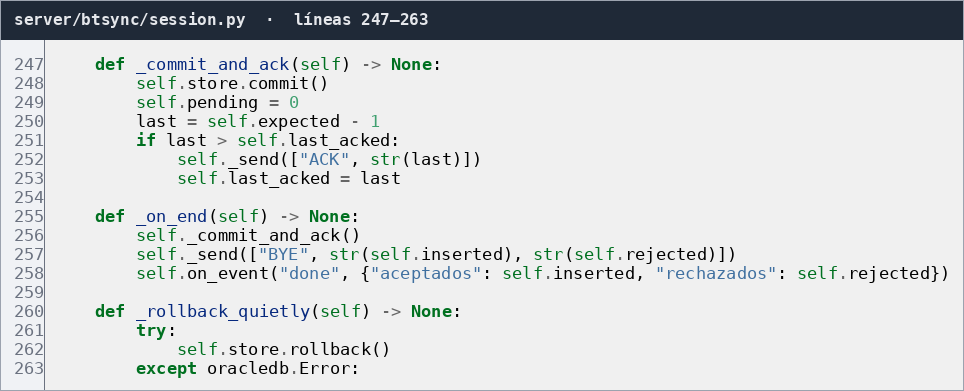 server/btsync/session.py  ·  líneas 247–263
247    def _commit_and_ack(self) -> None:
248        self.store.commit()
249        self.pending = 0
250        last = self.expected - 1
251        if last > self.last_acked:
252            self._send(["ACK", str(last)])
253            self.last_acked = last
254
255    def _on_end(self) -> None:
256        self._commit_and_ack()
257        self._send(["BYE", str(self.inserted), str(self.rejected)])
258        self.on_event("done", {"aceptados": self.inserted, "rechazados": self.rejected})
259
260    def _rollback_quietly(self) -> None:
261        try:
262            self.store.rollback()
263        except oracledb.Error: